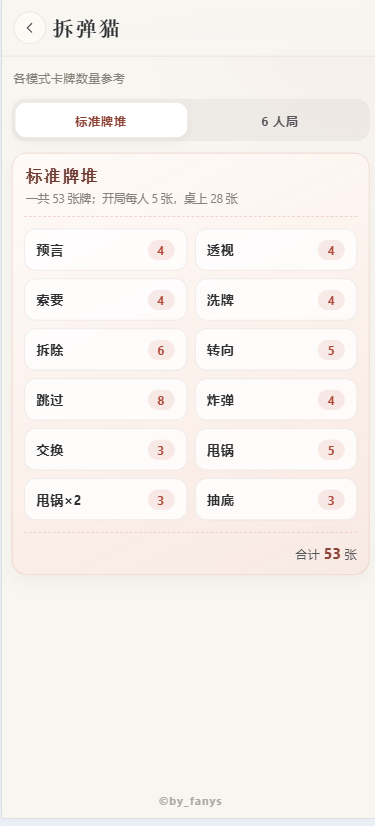 拆弹猫
各模式卡牌数量参考
标准牌堆 6 人局
标准牌堆
一共 53 张牌；开局每人 5 张，桌上 28 张
预言 4 透视 4
索要 4 洗牌 4
拆除 6 转向 5
跳过 8 炸弹 4
交换 3 甩锅 5
甩锅×2 3 抽底 3
合计 53 张
©by_fanys